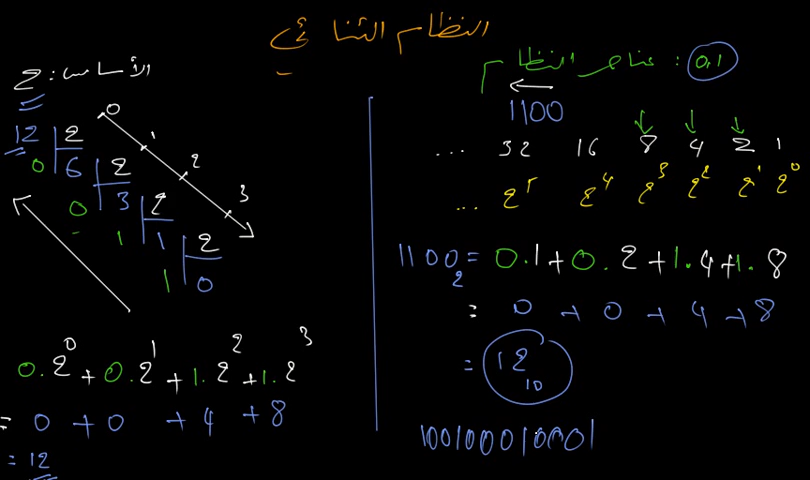 النظام الثنائي
عناصر النظام : 0,1
1100
... 32 16 8 4 2 1
... 2⁵ 2⁴ 2³ 2² 2¹ 2⁰
1100₂ = 0.1 + 0.2 + 1.4 + 1.8
= 0 + 0 + 4 + 8
= 12₁₀
الأساس : 2
0 1 2 3
12 2
0 6 2
0 3 2
1 1 2
1 0
0.2⁰ + 0.2¹ + 1.2² + 1.2³
= 0 + 0 + 4 + 8
= 12